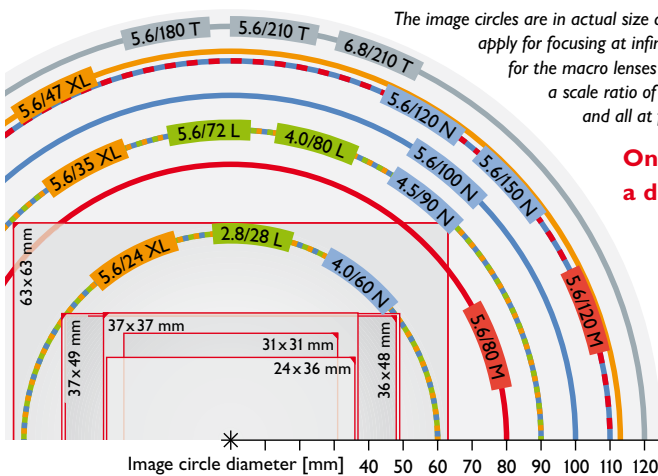 The image circles are in actual size
apply for focusing at
for the macro lenses
a scale ratio of
and all at
On
a d
5.6/180 T
5.6/210 T
6.8/210 T
5.6/47 XL
5.6/120 N
5.6/72 L
4.0/80 L
5.6/100 N
5.6/150 N
5.6/35 XL
4.5/90 N
5.6/24 XL
2.8/28 L
4.0/60 N
5.6/120 M
5.6/80 M
63 x 63 mm
37 x 37 mm
31 x 31 mm
24 x 36 mm
37 x 49 mm
36 x 48 mm
Image circle diameter [mm] 40 50 60 70 80 90 100 110 120